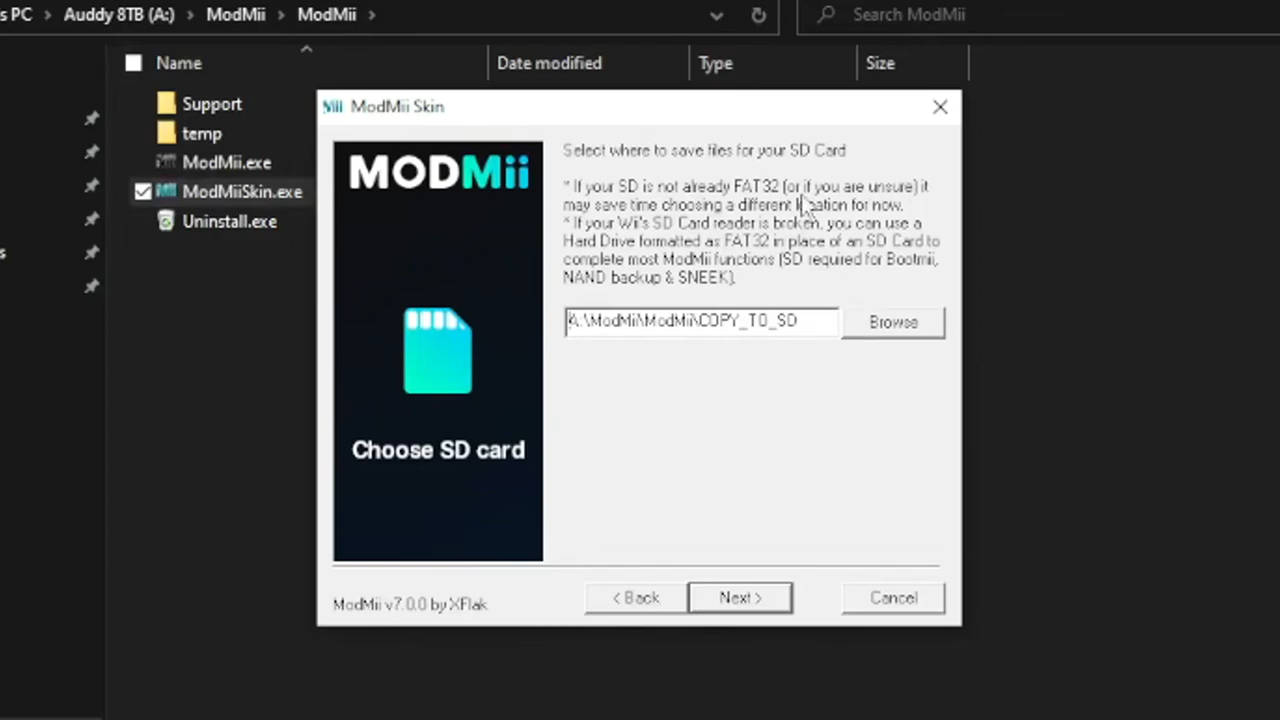 s PC > Auddy 8TB (A:) > ModMii > ModMii >
Search ModMii
Name
Date modified
Type
Size
Support
temp
ModMii.exe
ModMiiSkin.exe
Uninstall.exe
s
Mii ModMii Skin
MODMii
Choose SD card
Select where to save files for your SD Card
* If your SD is not already FAT32 (or if you are unsure) it
may save time choosing a different location for now.
* If your Wii's SD Card reader is broken, you can use a
Hard Drive formatted as FAT32 in place of an SD Card to
complete most ModMii functions (SD required for Bootmii,
NAND backup & SNEEK).
A:\ModMii\ModMii\COPY_TO_SD
Browse
ModMii v7.0.0 by XFlak
< Back
Next >
Cancel